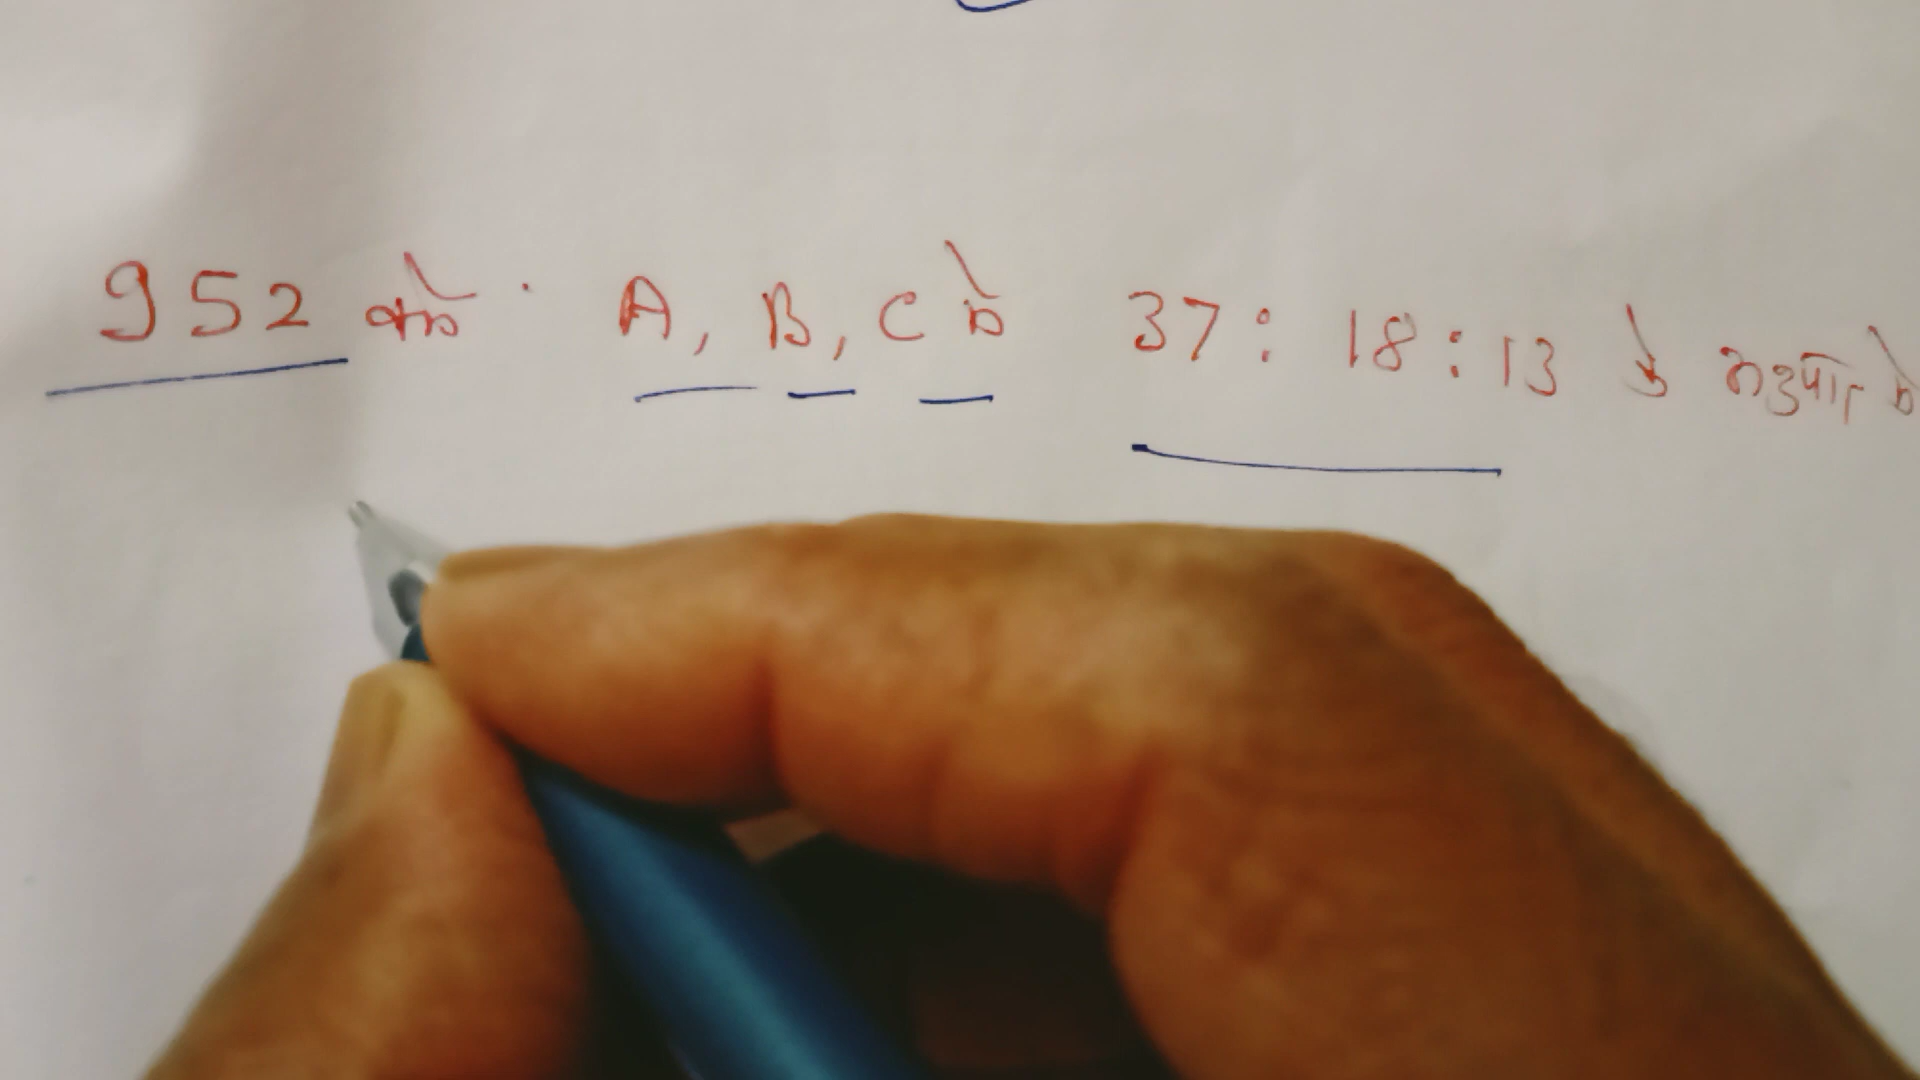 952 को A, B, C में 37 : 18 : 13 के अनुपात में